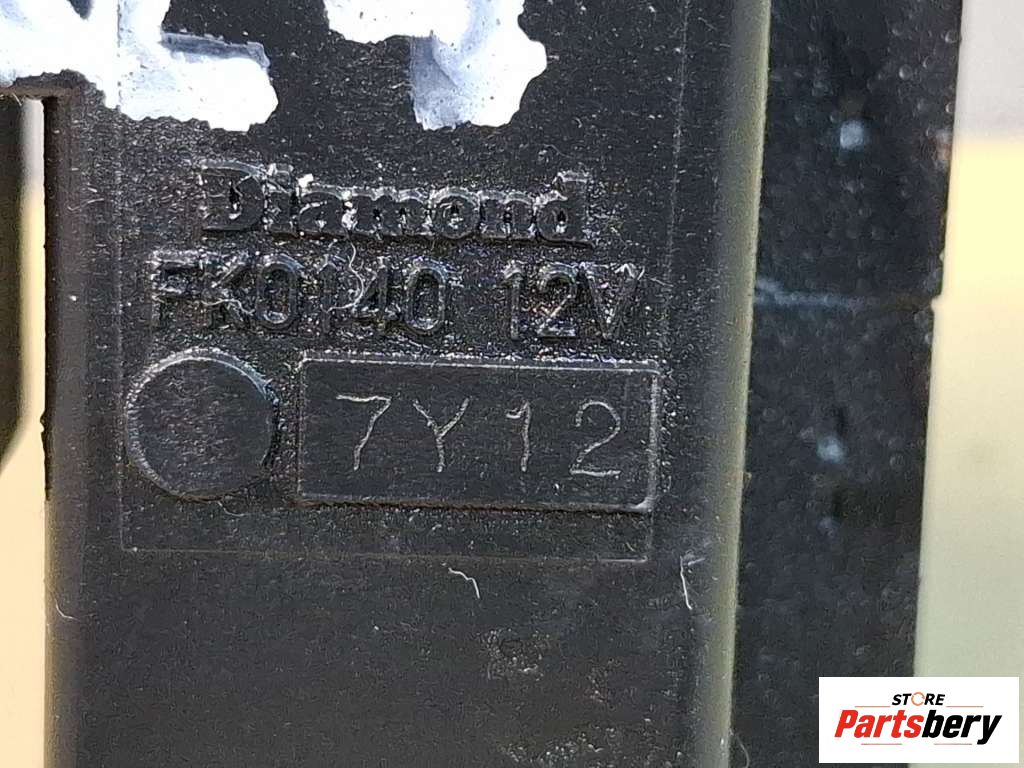 Diamond
FK0140 12V
7Y12
STORE
Partsbery